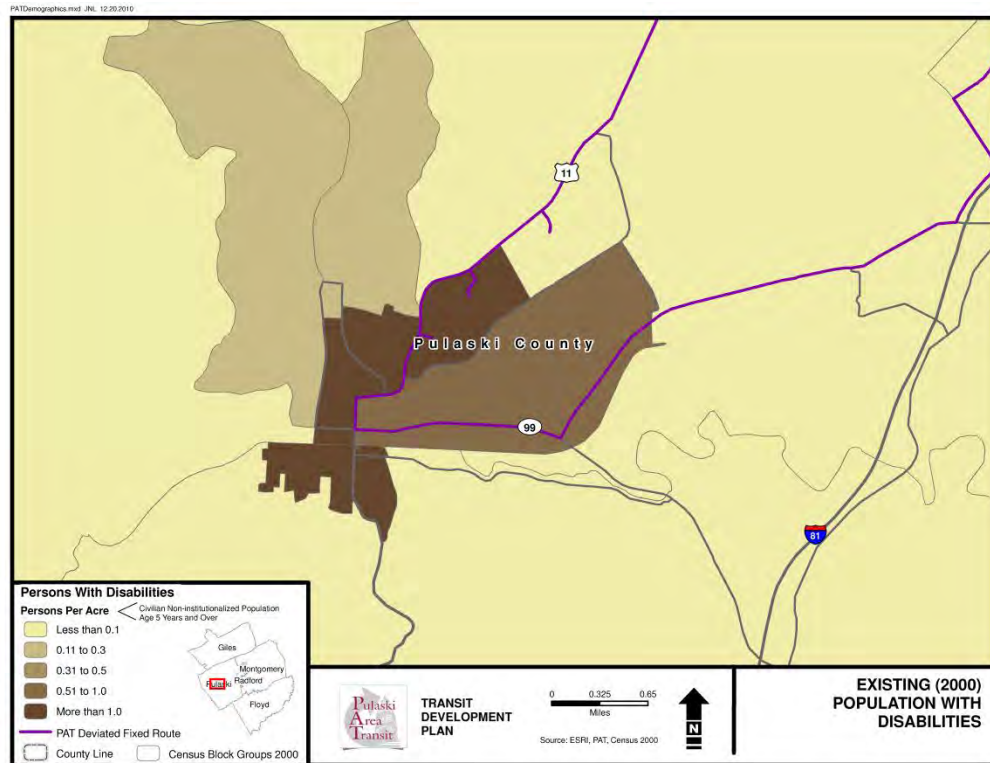 PATDemographics.mxd JNL 12.20.2010
11
Pulaski County
99
81
Persons With Disabilities
Persons Per Acre
Civilian Non-institutionalized Population
Age 5 Years and Over
Less than 0.1
0.11 to 0.3
0.31 to 0.5
0.51 to 1.0
More than 1.0
PAT Deviated Fixed Route
County Line
Census Block Groups 2000
Giles
Montgomery
Pulaski
Radford
Floyd
Pulaski
Area
Transit
TRANSIT
DEVELOPMENT
PLAN
0 0.325 0.65
Miles
Source: ESRI, PAT, Census 2000
N
EXISTING (2000)
POPULATION WITH
DISABILITIES